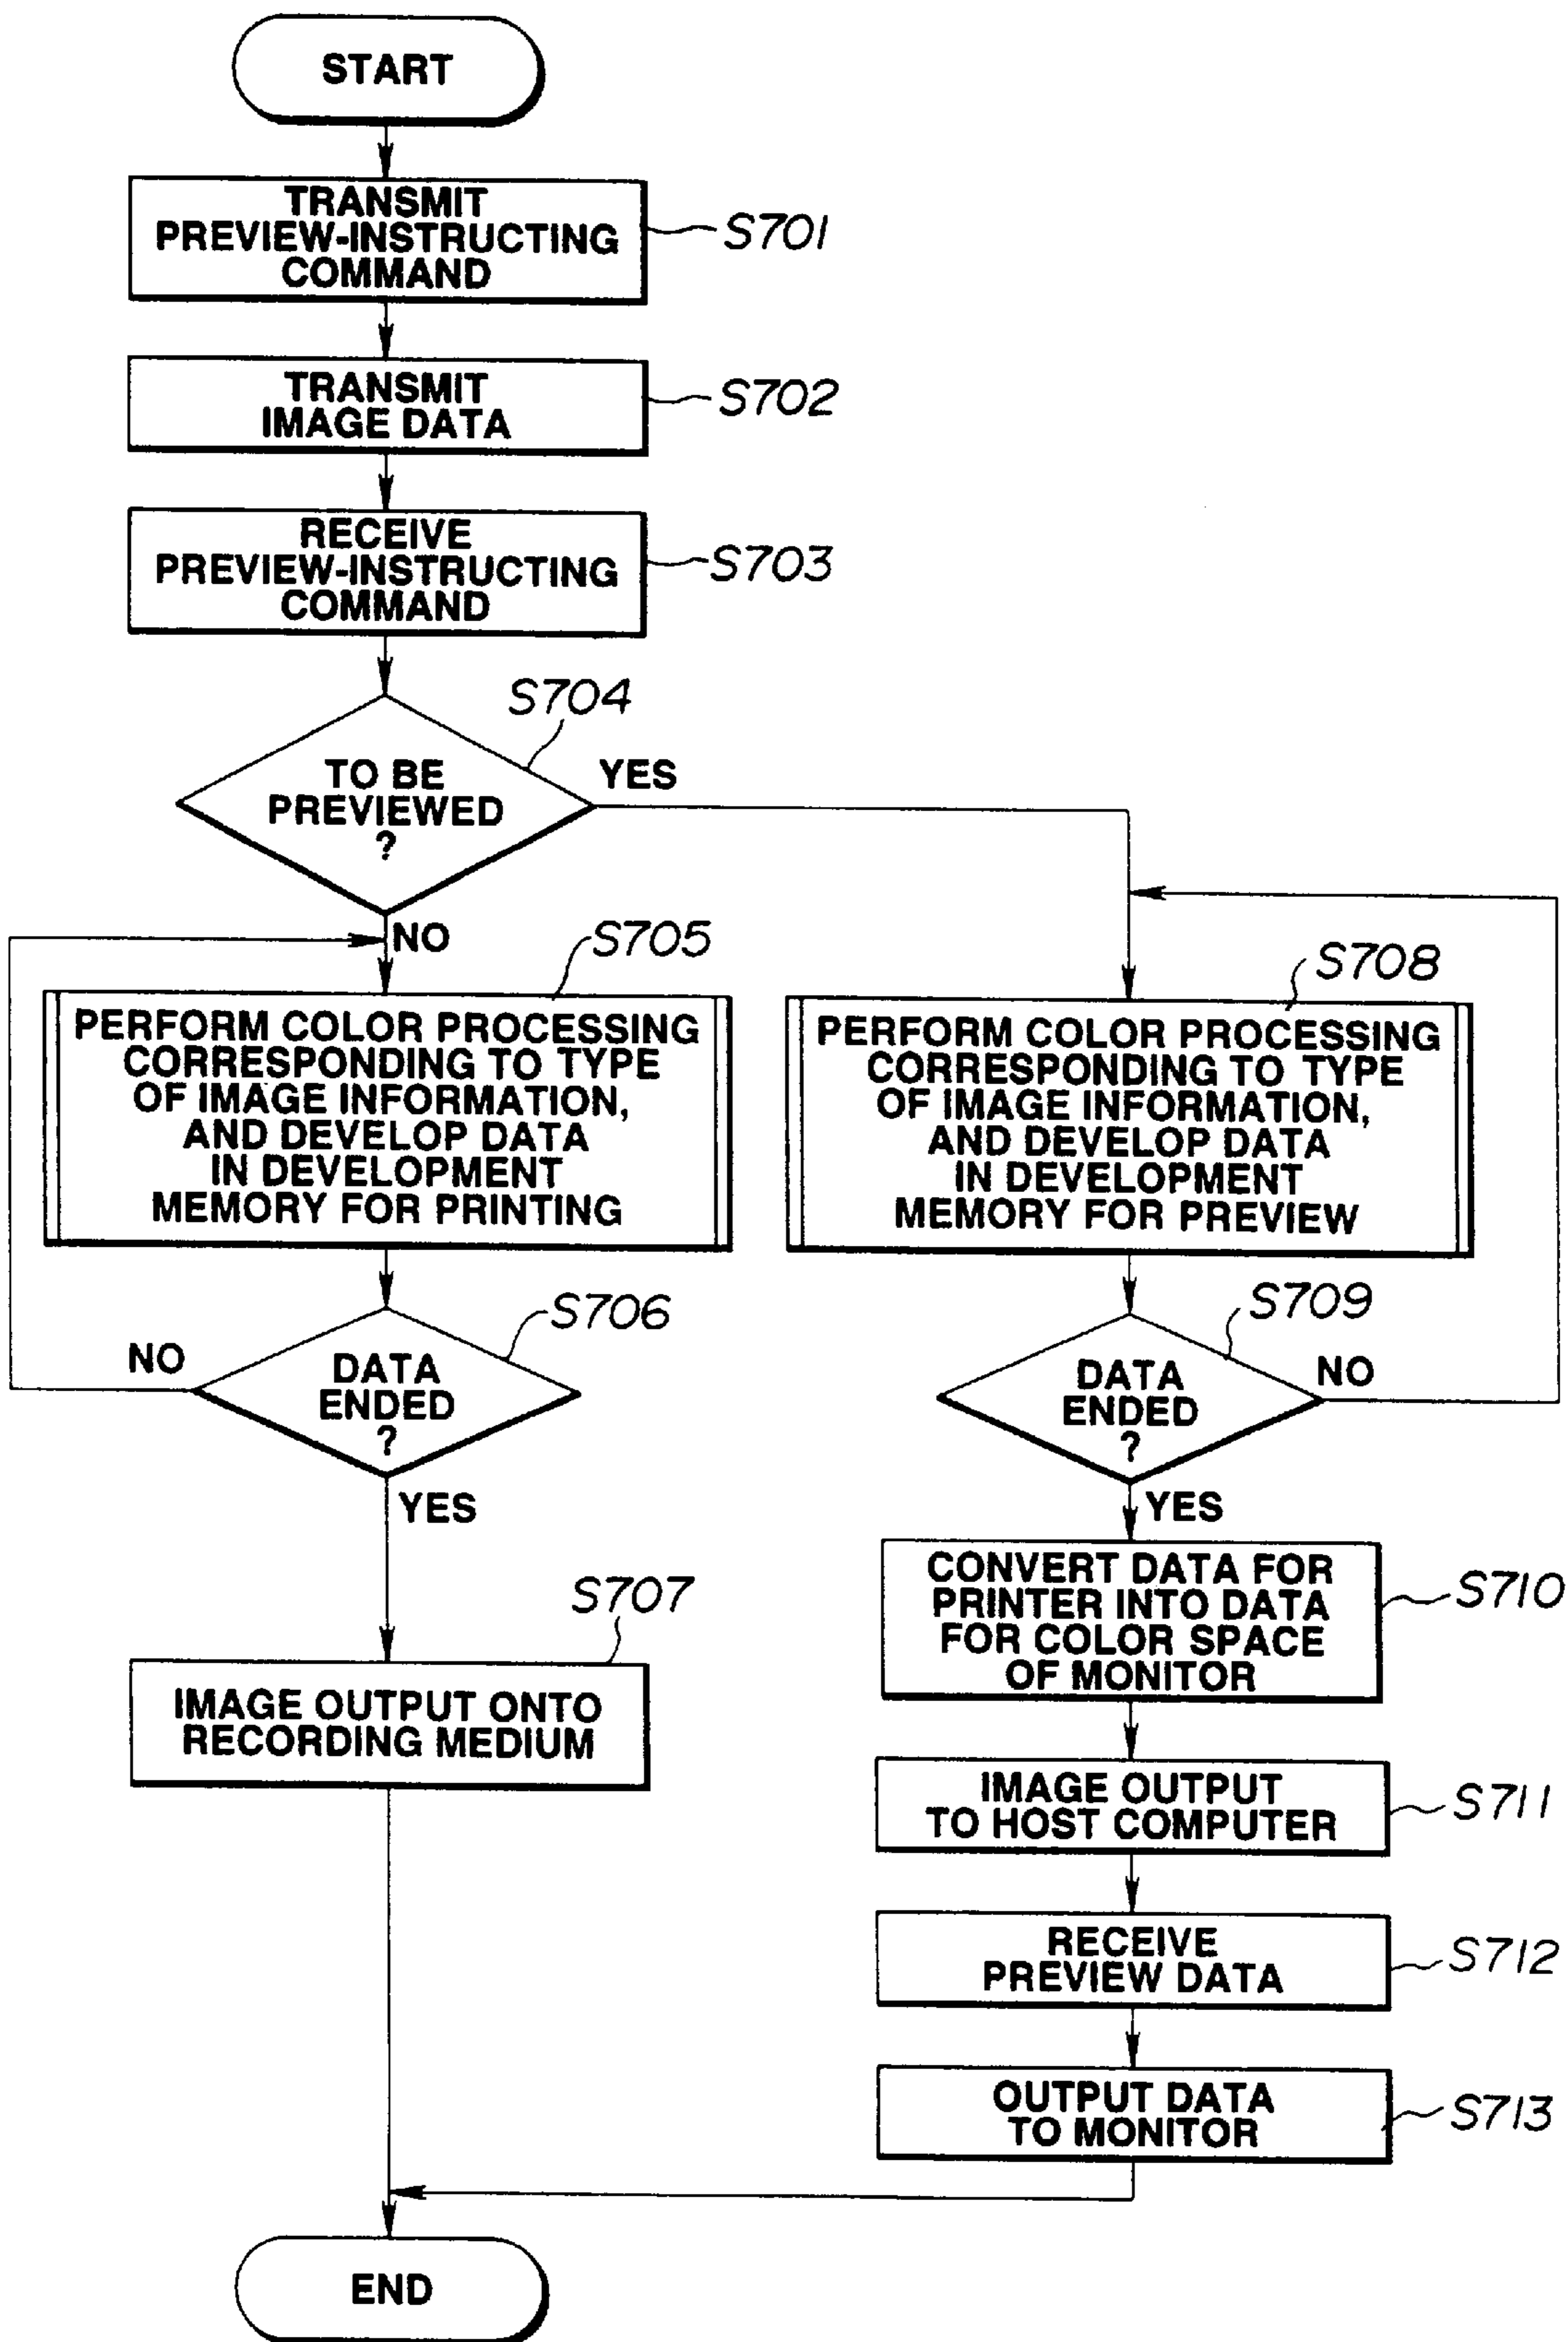 START
TRANSMIT
PREVIEW-INSTRUCTING
COMMAND
S701
TRANSMIT
IMAGE DATA
S702
RECEIVE
PREVIEW-INSTRUCTING
COMMAND
S703
S704
TO BE
PREVIEWED
?
YES
NO
S705
PERFORM COLOR PROCESSING
CORRESPONDING TO TYPE
OF IMAGE INFORMATION,
AND DEVELOP DATA
IN DEVELOPMENT
MEMORY FOR PRINTING
S706
DATA
ENDED
?
NO
YES
S707
IMAGE OUTPUT ONTO
RECORDING MEDIUM
S708
PERFORM COLOR PROCESSING
CORRESPONDING TO TYPE
OF IMAGE INFORMATION,
AND DEVELOP DATA
IN DEVELOPMENT
MEMORY FOR PREVIEW
S709
DATA
ENDED
?
NO
YES
CONVERT DATA FOR
PRINTER INTO DATA
FOR COLOR SPACE
OF MONITOR
S710
IMAGE OUTPUT
TO HOST COMPUTER
S711
RECEIVE
PREVIEW DATA
S712
OUTPUT DATA
TO MONITOR
S713
END